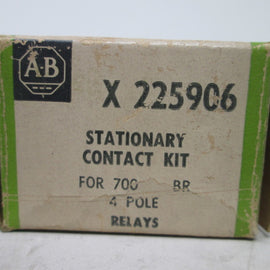 AB
X 225906
STATIONARY
CONTACT KIT
FOR 700 BR
4 POLE
RELAYS